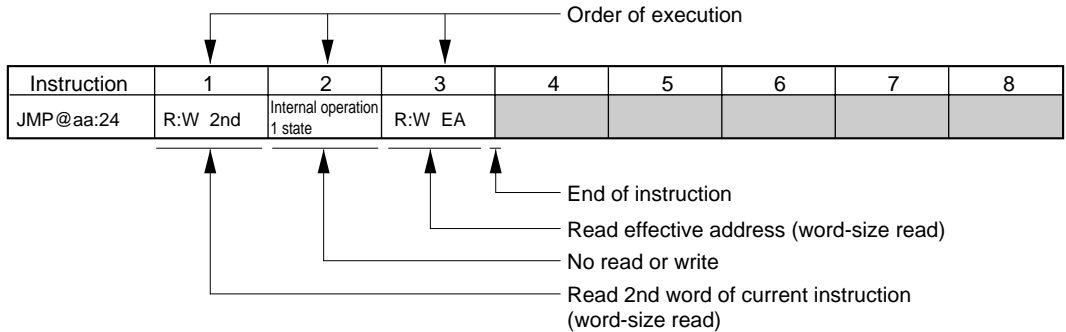 Order of execution
Instruction 1 2 3 4 5 6 7 8
JMP@aa:24 R:W 2nd Internal operation R:W EA
1 state
End of instruction
Read effective address (word-size read)
No read or write
Read 2nd word of current instruction
(word-size read)